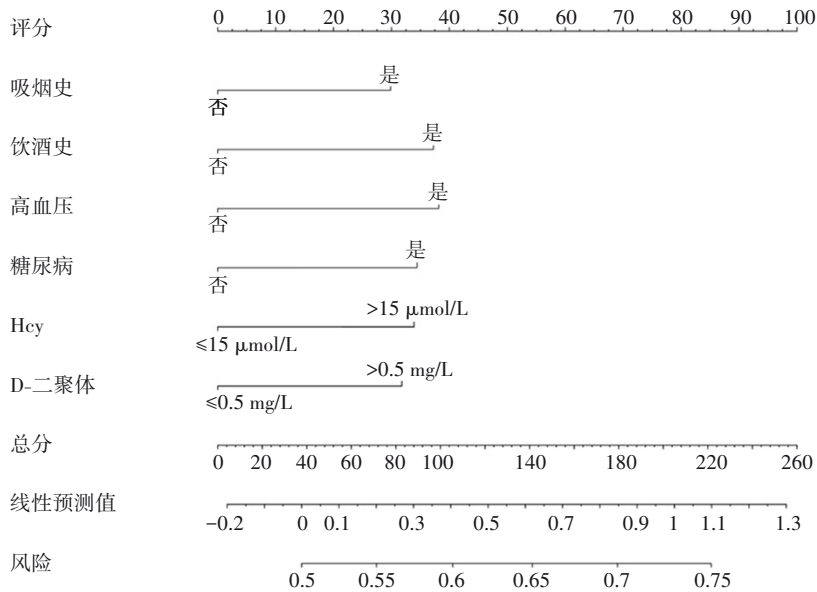 评分 0 10 20 30 40 50 60 70 80 90 100
吸烟史 是
否
饮酒史 是
否
高血压 是
否
糖尿病 是
否
Hcy >15 μmol/L
≤15 μmol/L
D-二聚体 >0.5 mg/L
≤0.5 mg/L
总分 0 20 40 60 80 100 140 180 220 260
线性预测值 −0.2 0 0.1 0.3 0.5 0.7 0.9 1 1.1 1.3
风险 0.5 0.55 0.6 0.65 0.7 0.75